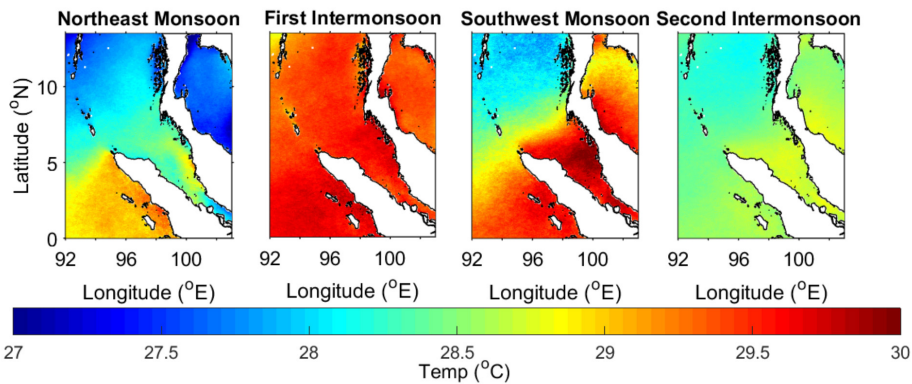 Northeast Monsoon First Intermonsoon Southwest Monsoon Second Intermonsoon
Latitude (°N)
10
5
0
92 96 100 92 96 100 92 96 100 92 96 100
Longitude (°E) Longitude (°E) Longitude (°E) Longitude (°E)
27 27.5 28 28.5 29 29.5 30
Temp (°C)